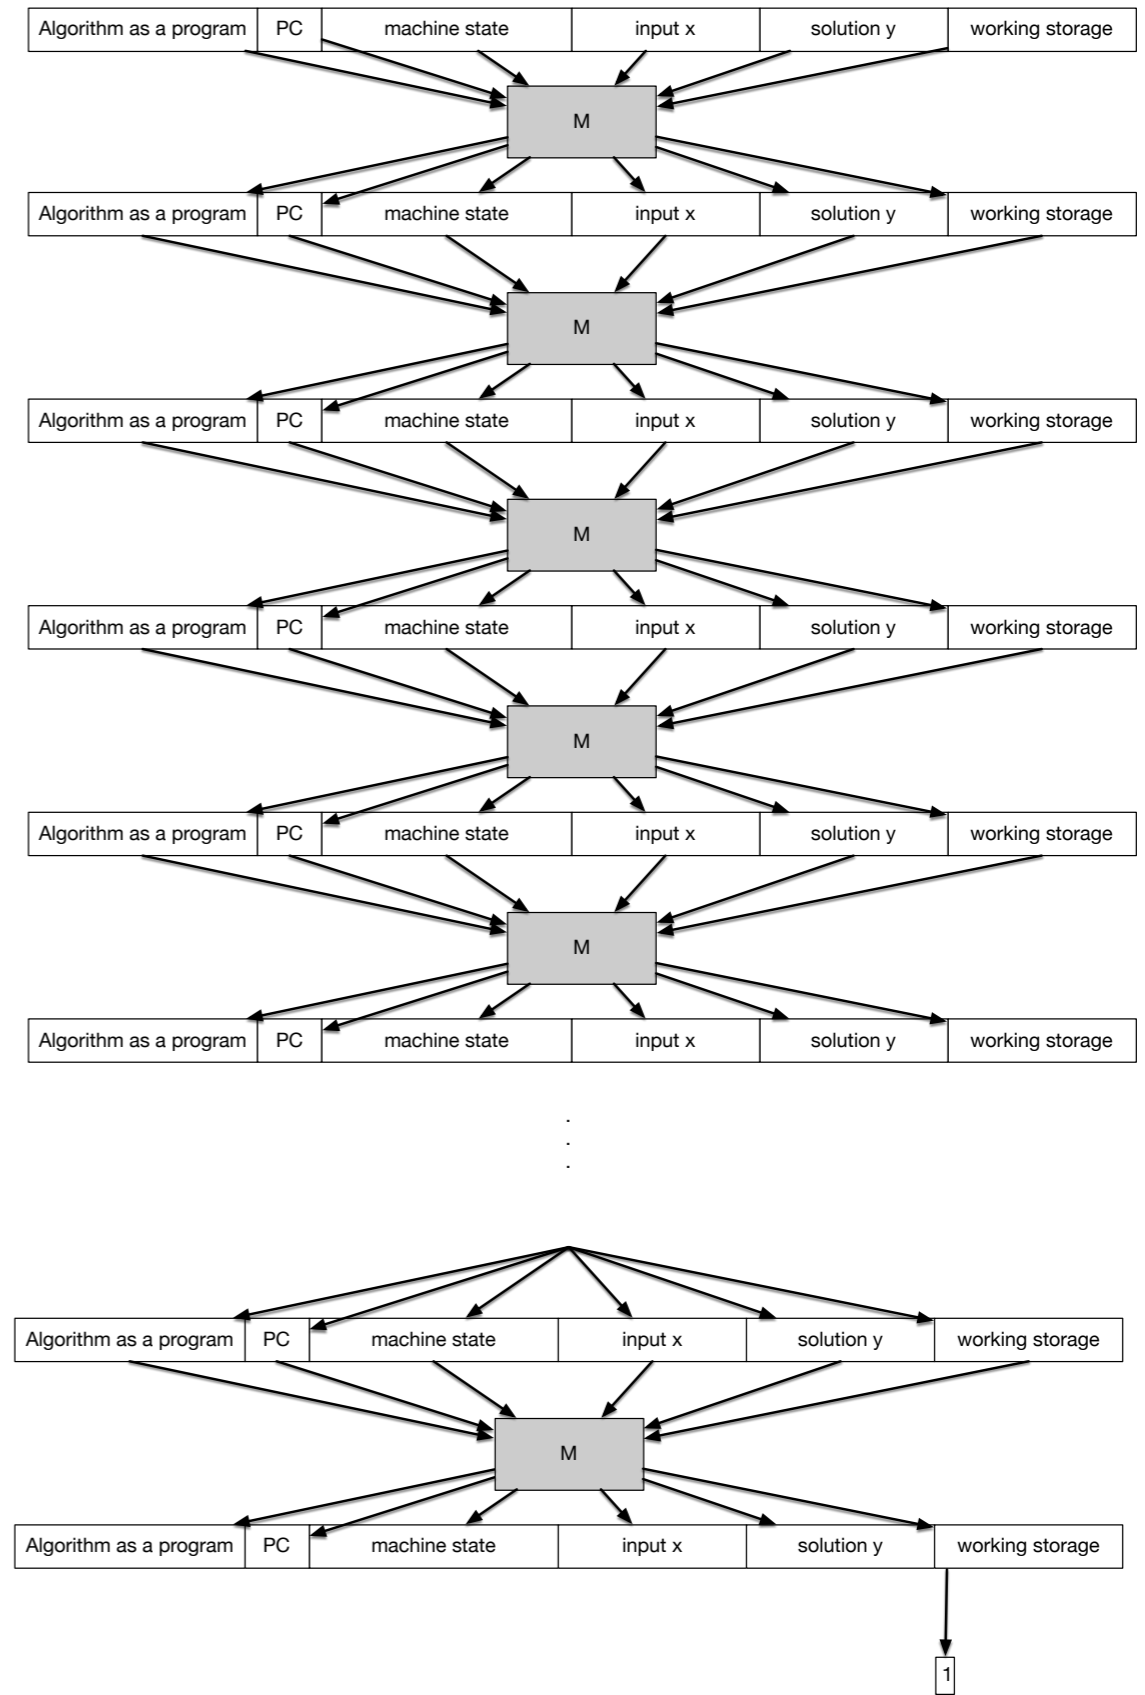 Algorithm as a program PC machine state input x solution y working storage
M
Algorithm as a program PC machine state input x solution y working storage
M
Algorithm as a program PC machine state input x solution y working storage
M
Algorithm as a program PC machine state input x solution y working storage
M
Algorithm as a program PC machine state input x solution y working storage
M
Algorithm as a program PC machine state input x solution y working storage
.
.
.
Algorithm as a program PC machine state input x solution y working storage
M
Algorithm as a program PC machine state input x solution y working storage
1